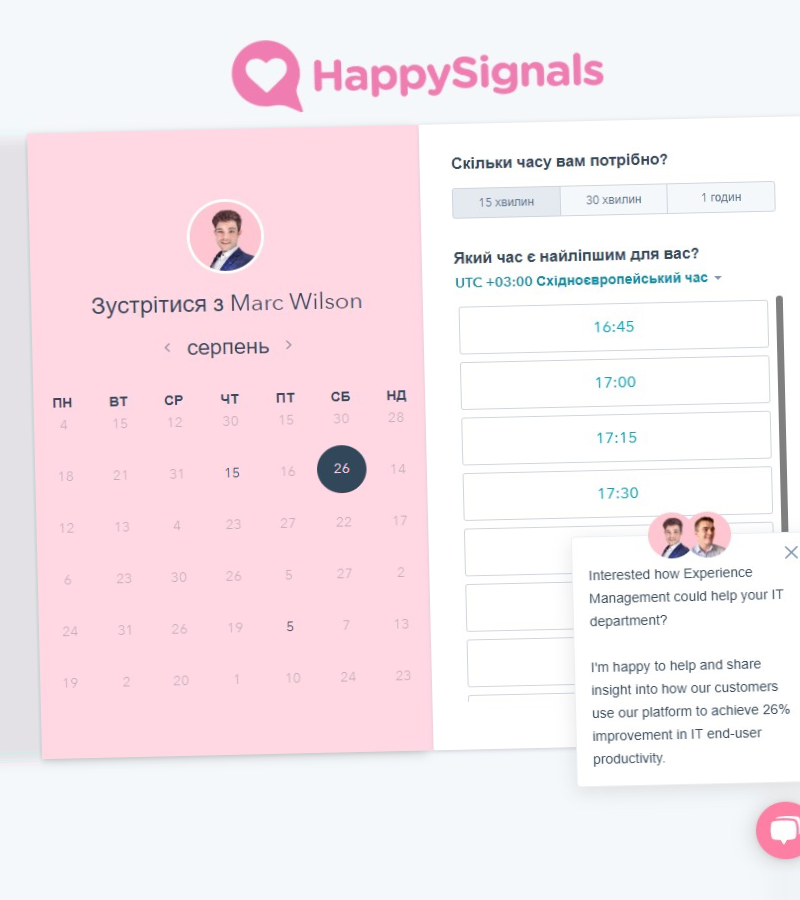 HappySignals
Зустрітися з Marc Wilson
серпень
ПН ВТ СР ЧТ ПТ СБ НД
4 15 12 30 15 30 28
18 21 31 15 16 26 14
12 13 4 23 27 22 17
6 23 30 26 5 27 2
24 31 26 19 5 7 13
19 2 20 1 10 24 23
Скільки часу вам потрібно?
15 хвилин 30 хвилин 1 годин
Який час є найліпшим для вас?
UTC +03:00 Східноєвропейський час
16:45
17:00
17:15
17:30
Interested how Experience
Management could help your IT
department?
I'm happy to help and share
insight into how our customers
use our platform to achieve 26%
improvement in IT end-user
productivity.